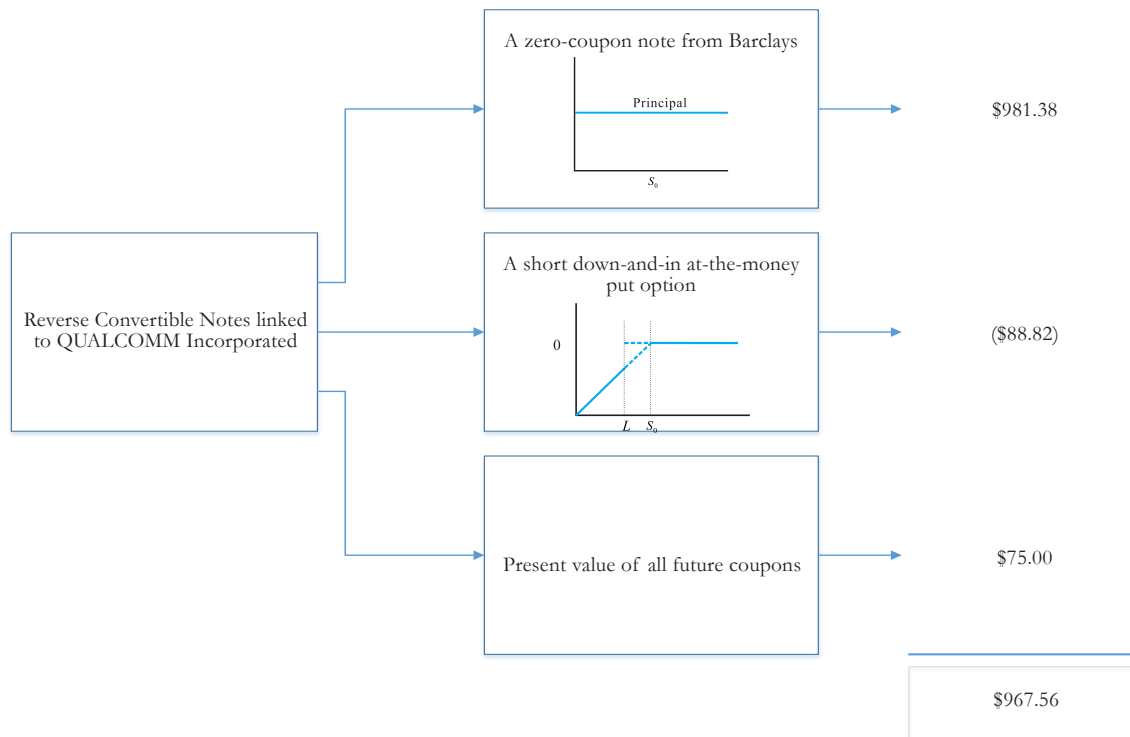 A zero-coupon note from Barclays
Principal
S₀
$981.38
Reverse Convertible Notes linked
to QUALCOMM Incorporated
A short down-and-in at-the-money
put option
0
L S₀
($88.82)
Present value of all future coupons
$75.00
$967.56